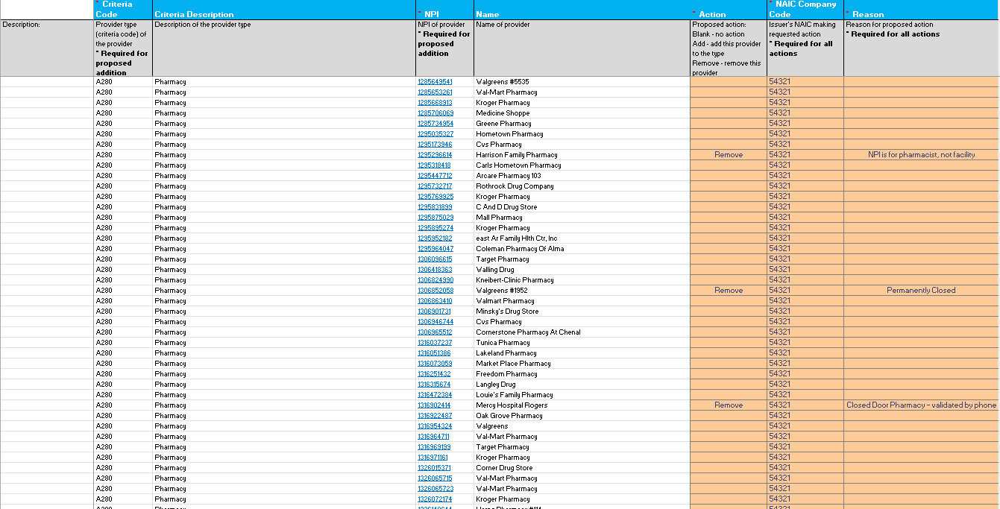 * Criteria Code Criteria Description * NPI Name * Action * NAIC Company Code * Reason
Description: Provider type (criteria code) of the provider * Required for proposed addition Description of the provider type NPI of provider * Required for proposed addition Name of provider Proposed action: Blank - no action Add - add this provider to the type Remove - remove this provider Issuer's NAIC making requested action * Required for all actions Reason for proposed action * Required for all actions
A280 Pharmacy 1285649541 Walgreens #5535 54321
A280 Pharmacy 1285653261 Wal-Mart Pharmacy 54321
A280 Pharmacy 1285668913 Kroger Pharmacy 54321
A280 Pharmacy 1285706069 Medicine Shoppe 54321
A280 Pharmacy 1285734954 Greene Pharmacy 54321
A280 Pharmacy 1295035327 Hometown Pharmacy 54321
A280 Pharmacy 1295173946 Cvs Pharmacy 54321
A280 Pharmacy 1295296614 Harrison Family Pharmacy Remove 54321 NPI is for pharmacist, not facility
A280 Pharmacy 1295318418 Carls Hometown Pharmacy 54321
A280 Pharmacy 1295447712 Arcare Pharmacy 103 54321
A280 Pharmacy 1295732717 Rothrock Drug Company 54321
A280 Pharmacy 1295769925 Kroger Pharmacy 54321
A280 Pharmacy 1295831899 C And D Drug Store 54321
A280 Pharmacy 1295875029 Mall Pharmacy 54321
A280 Pharmacy 1295895274 Kroger Pharmacy 54321
A280 Pharmacy 1295952182 east Ar Family Hlth Ctr, Inc 54321
A280 Pharmacy 1295964047 Coleman Pharmacy Of Alma 54321
A280 Pharmacy 1306096615 Target Pharmacy 54321
A280 Pharmacy 1306418363 Walling Drug 54321
A280 Pharmacy 1306824990 Kneibert-Clinic Pharmacy 54321
A280 Pharmacy 1306852058 Walgreens #1952 Remove 54321 Permanently Closed
A280 Pharmacy 1306863410 Walmart Pharmacy 54321
A280 Pharmacy 1306901731 Minsky's Drug Store 54321
A280 Pharmacy 1306946744 Cvs Pharmacy 54321
A280 Pharmacy 1306965512 Cornerstone Pharmacy At Chenal 54321
A280 Pharmacy 1316037237 Tunica Pharmacy 54321
A280 Pharmacy 1316051386 Lakeland Pharmacy 54321
A280 Pharmacy 1316073059 Market Place Pharmacy 54321
A280 Pharmacy 1316251432 Freedom Pharmacy 54321
A280 Pharmacy 1316315674 Langley Drug 54321
A280 Pharmacy 1316472384 Louie's Family Pharmacy 54321
A280 Pharmacy 1316902414 Mercy Hospital Rogers Remove 54321 Closed Door Pharmacy - validated by phone
A280 Pharmacy 1316922487 Oak Grove Pharmacy 54321
A280 Pharmacy 1316954324 Walgreens 54321
A280 Pharmacy 1316964711 Wal-Mart Pharmacy 54321
A280 Pharmacy 1316969199 Target Pharmacy 54321
A280 Pharmacy 1316971161 Kroger Pharmacy 54321
A280 Pharmacy 1326015371 Corner Drug Store 54321
A280 Pharmacy 1326065715 Wal-Mart Pharmacy 54321
A280 Pharmacy 1326065723 Wal-Mart Pharmacy 54321
A280 Pharmacy 1326072174 Kroger Pharmacy 54321